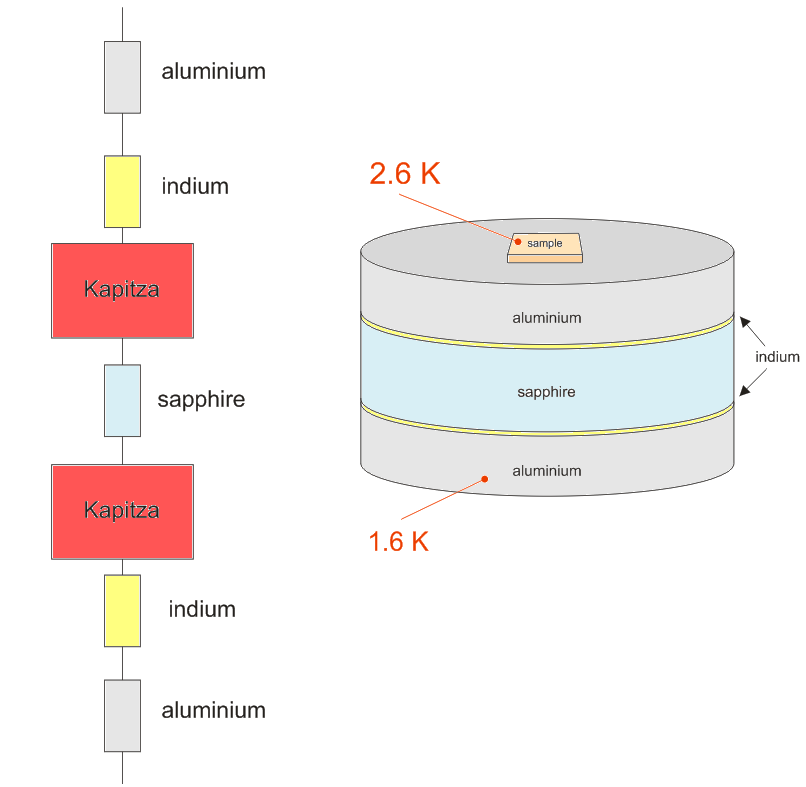 aluminium
indium
Kapitza
sapphire
Kapitza
indium
aluminium
2.6 K
sample
aluminium
indium
sapphire
aluminium
1.6 K